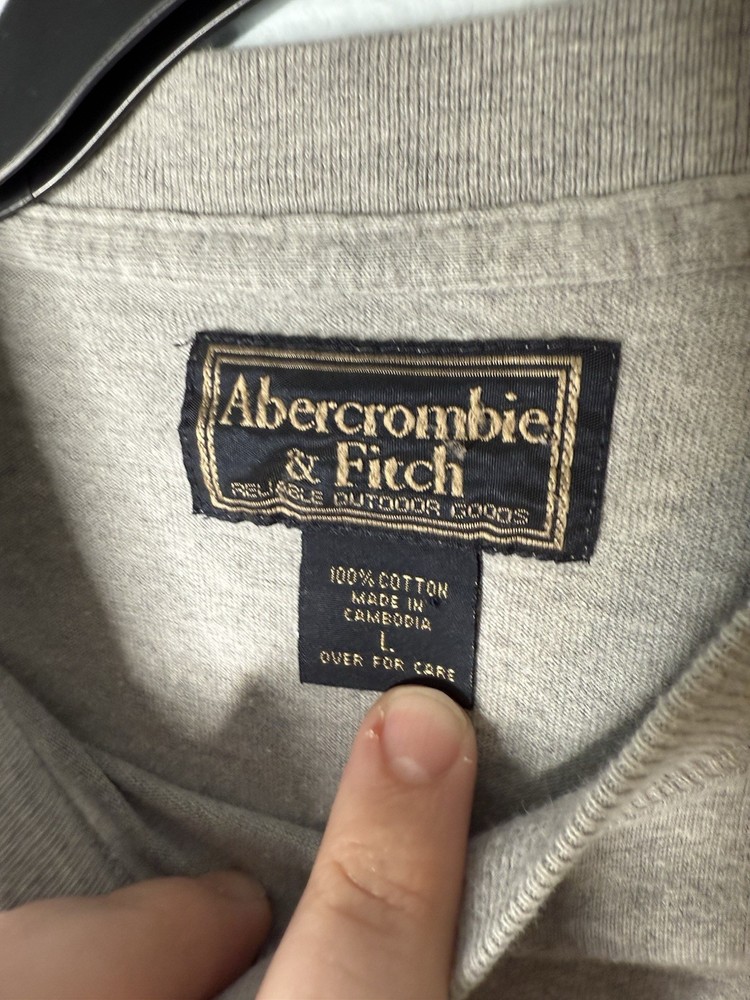 Abercrombie
& Fitch
RELIABLE OUTDOOR GOODS
100% COTTON
MADE IN
CAMBODIA
L
OVER FOR CARE